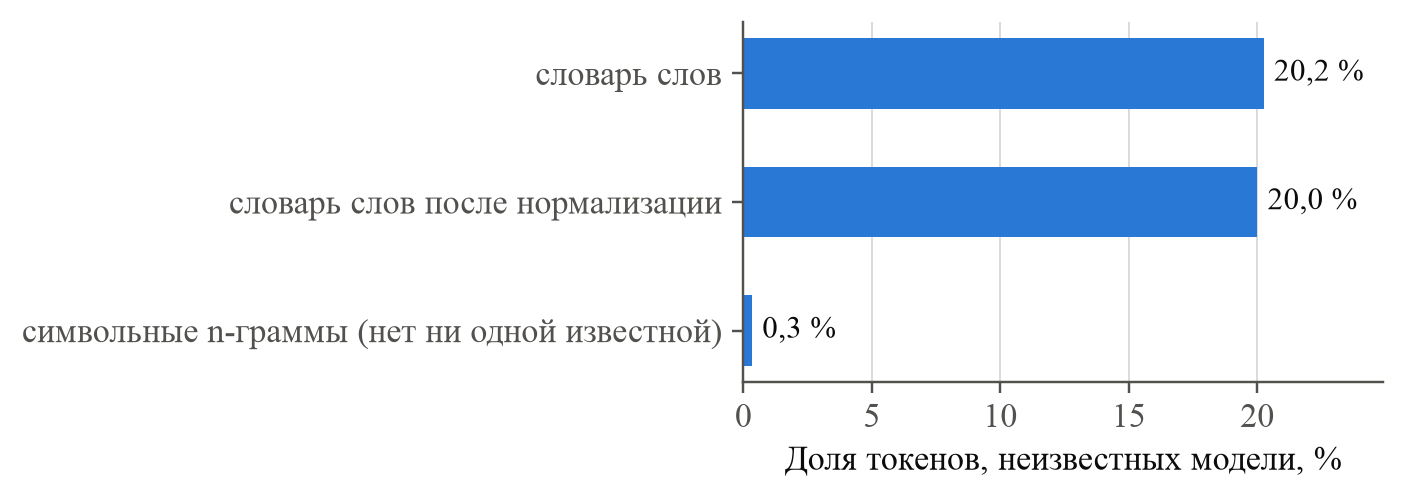 словарь слов
20,2 %
словарь слов после нормализации
20,0 %
символьные n-граммы (нет ни одной известной)
0,3 %
0 5 10 15 20
Доля токенов, неизвестных модели, %